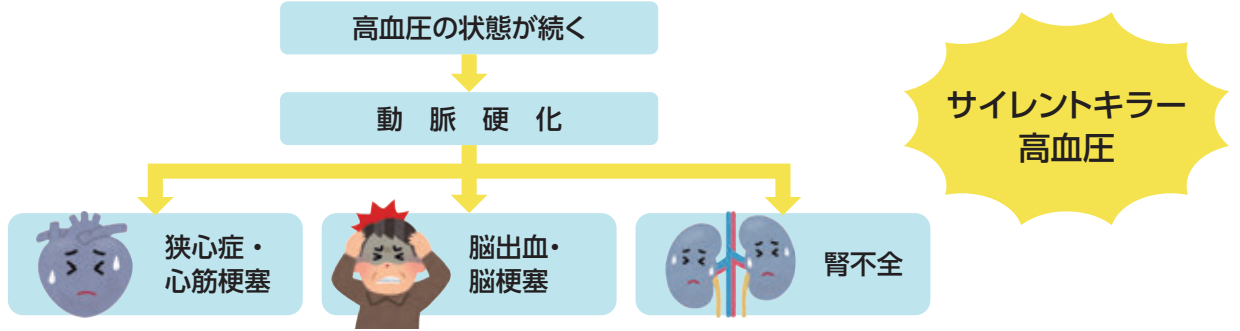 高血圧の状態が続く
動脈硬化
サイレントキラー
高血圧
狭心症・
心筋梗塞
脳出血・
脳梗塞
腎不全